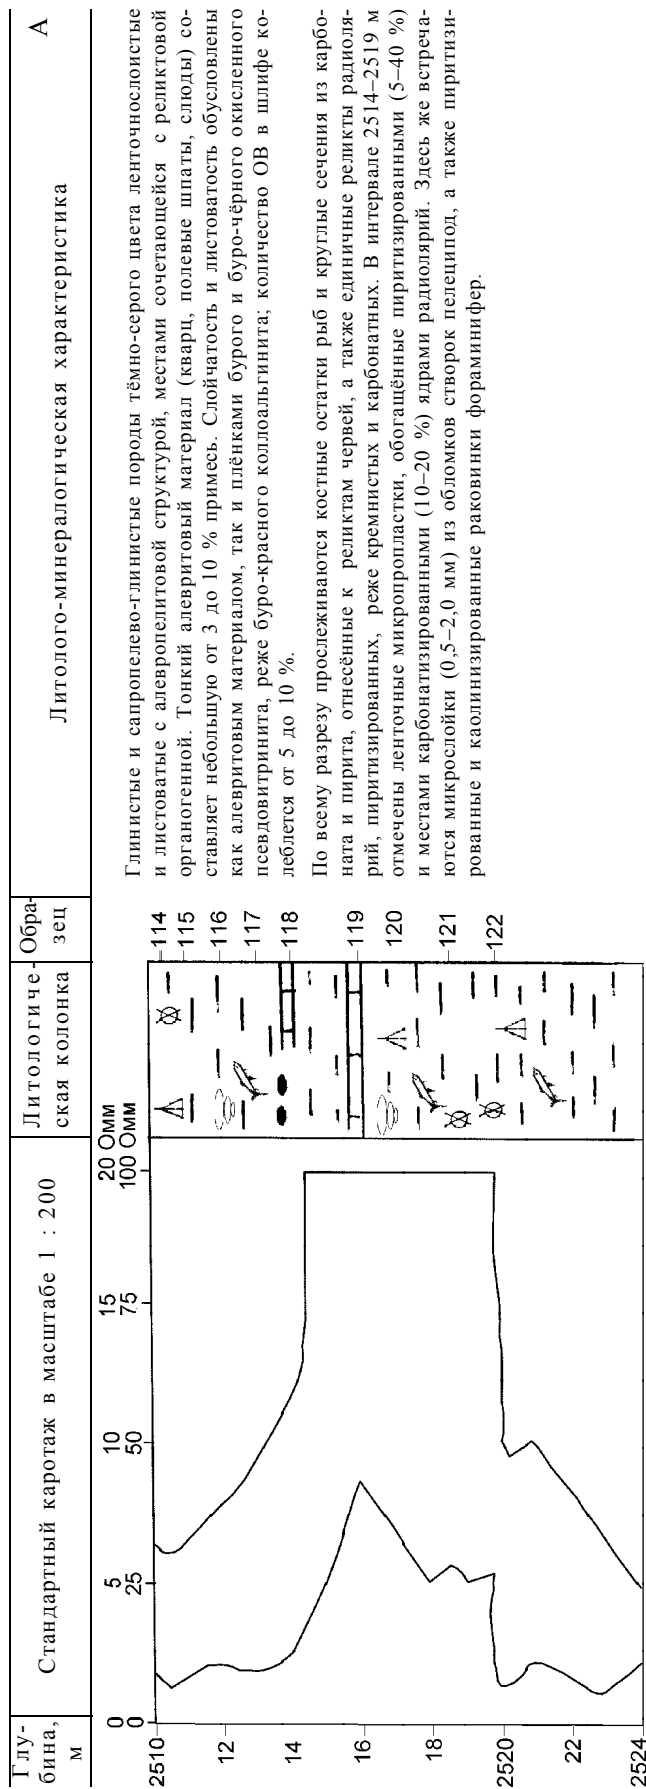 А
Глу-
бина,
м
Стандартный каротаж в масштабе 1 : 200
Литологиче-
ская колонка
Обра-
зец
Литолого-минералогическая характеристика
0 5 10 15 20 Омм
0 25 50 75 100 Омм
2510
12
14
16
18
2520
22
2524
114
115
116
117
118
119
120
121
122
Глинистые и сапропелево-глинистые породы тёмно-серого цвета ленточнослоистые
и листоватые с алевропелитовой структурой, местами сочетающейся с реликтовой
органогенной. Тонкий алевритовый материал (кварц, полевые шпаты, слюды) со-
ставляет небольшую от 3 до 10 % примесь. Слойчатость и листоватость обусловлены
как алевритовым материалом, так и плёнками бурого и буро-чёрного окисленного
псевдовитринита, реже буро-красного коллоальгинита; количество ОВ в шлифе ко-
леблется от 5 до 10 %.
По всему разрезу прослеживаются костные остатки рыб и круглые сечения из карбо-
ната и пирита, отнесённые к реликтам червей, а также единичные реликты радиоля-
рий, пиритизированных, реже кремнистых и карбонатных. В интервале 2514–2519 м
отмечены ленточные микропропластки, обогащённые пиритизированными (5–40 %)
и местами карбонатизированными (10–20 %) ядрами радиолярий. Здесь же встреча-
ются микрослойки (0,5–2,0 мм) из обломков створок пелеципод, а также пиритизи-
рованные и каолинизированные раковинки фораминифер.